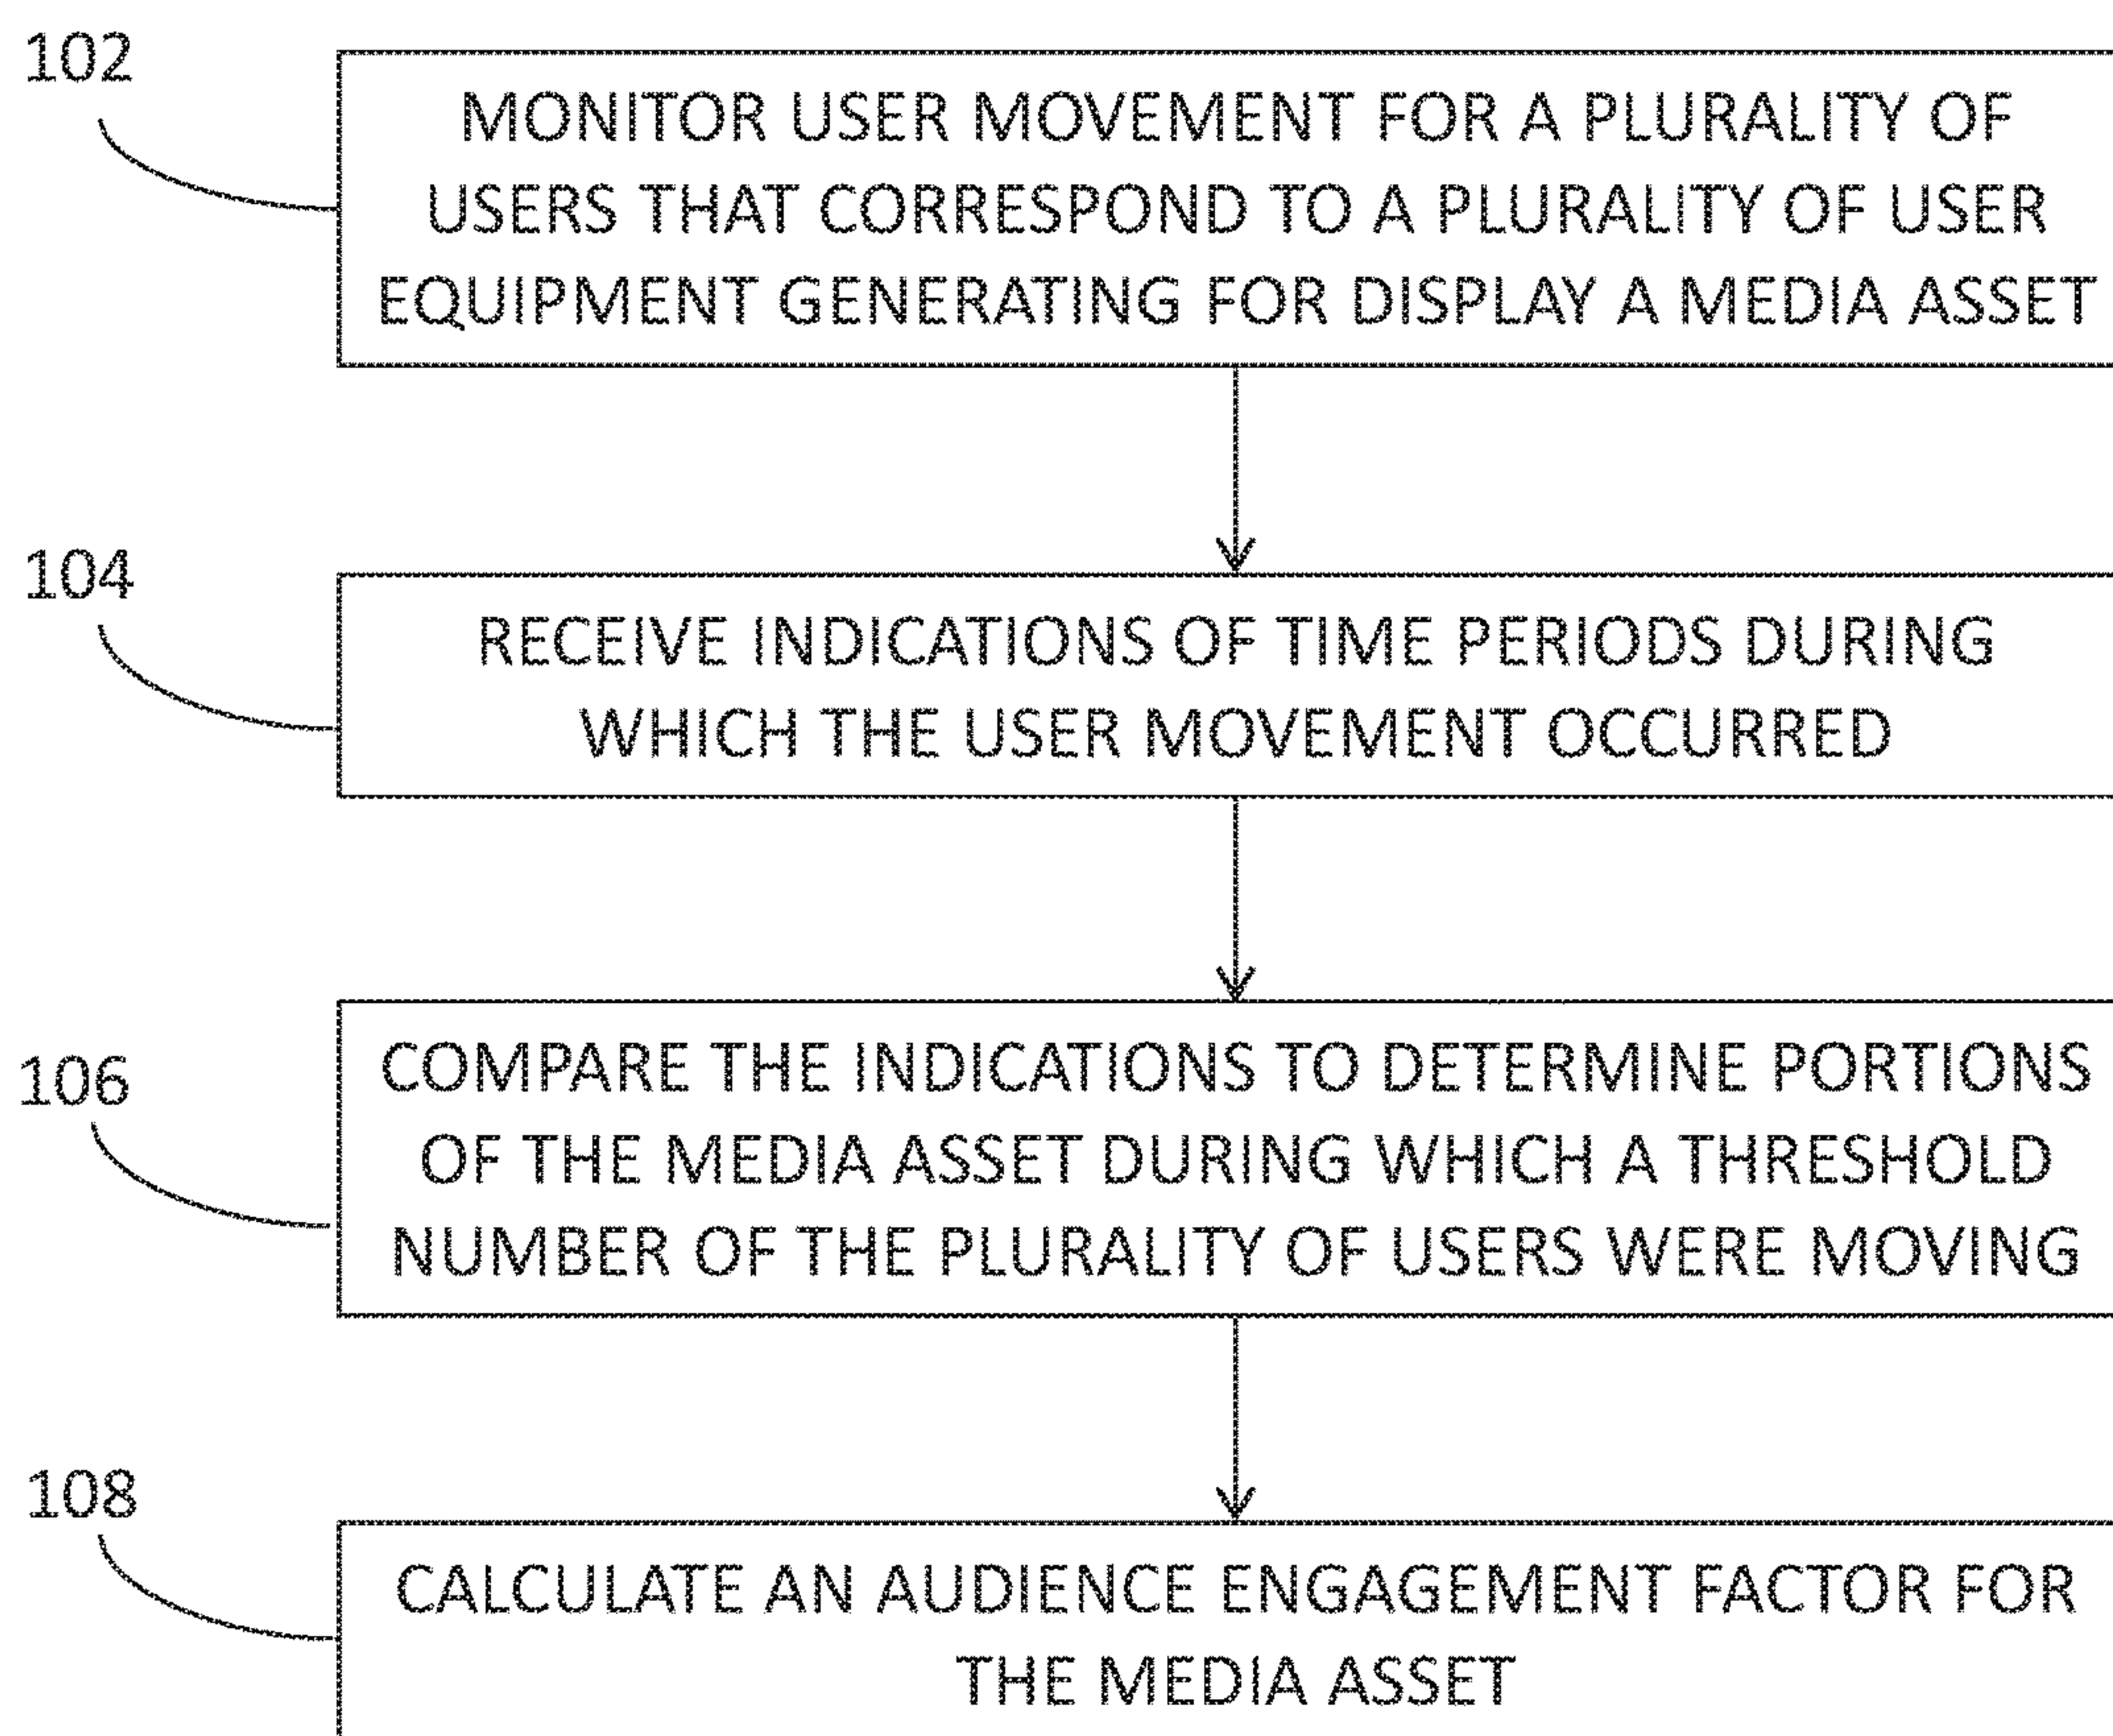 102
MONITOR USER MOVEMENT FOR A PLURALITY OF
USERS THAT CORRESPOND TO A PLURALITY OF USER
EQUIPMENT GENERATING FOR DISPLAY A MEDIA ASSET
104
RECEIVE INDICATIONS OF TIME PERIODS DURING
WHICH THE USER MOVEMENT OCCURRED
106
COMPARE THE INDICATIONS TO DETERMINE PORTIONS
OF THE MEDIA ASSET DURING WHICH A THRESHOLD
NUMBER OF THE PLURALITY OF USERS WERE MOVING
108
CALCULATE AN AUDIENCE ENGAGEMENT FACTOR FOR
THE MEDIA ASSET